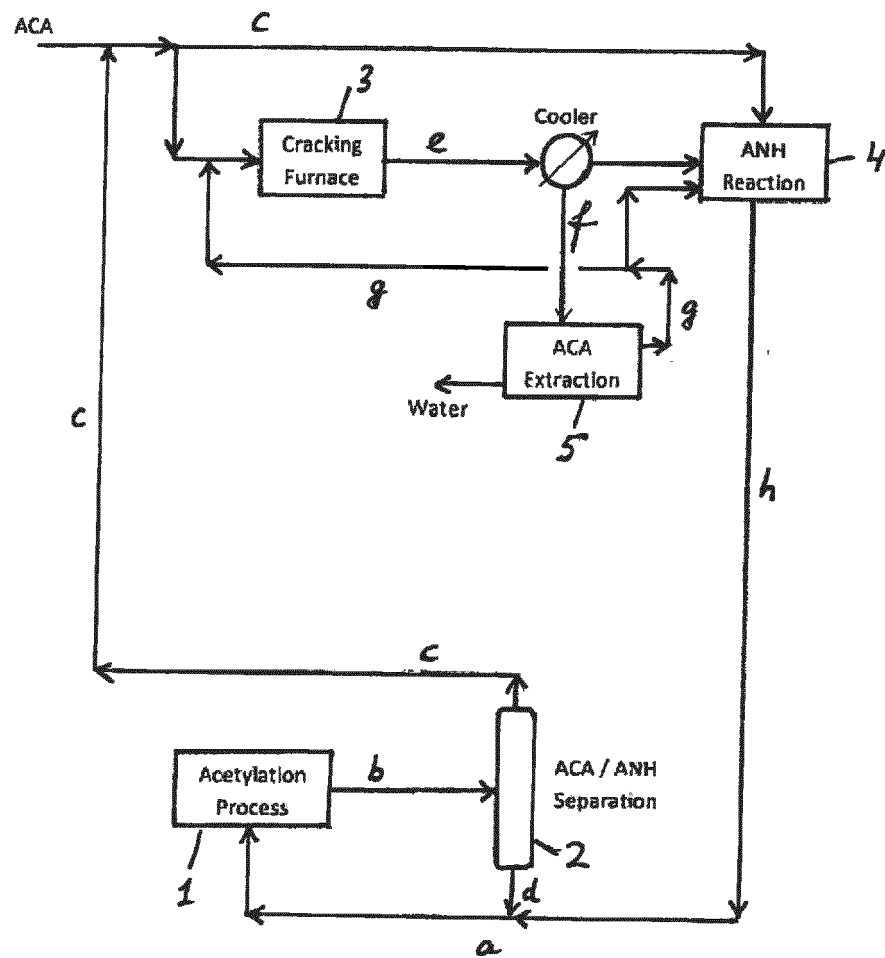 ACA
c
3
Cracking
Furnace
e
Cooler
ANH
Reaction
4
f
g
g
ACA
Extraction
Water
5
c
h
c
Acetylation
Process
b
ACA / ANH
Separation
1
2
d
a